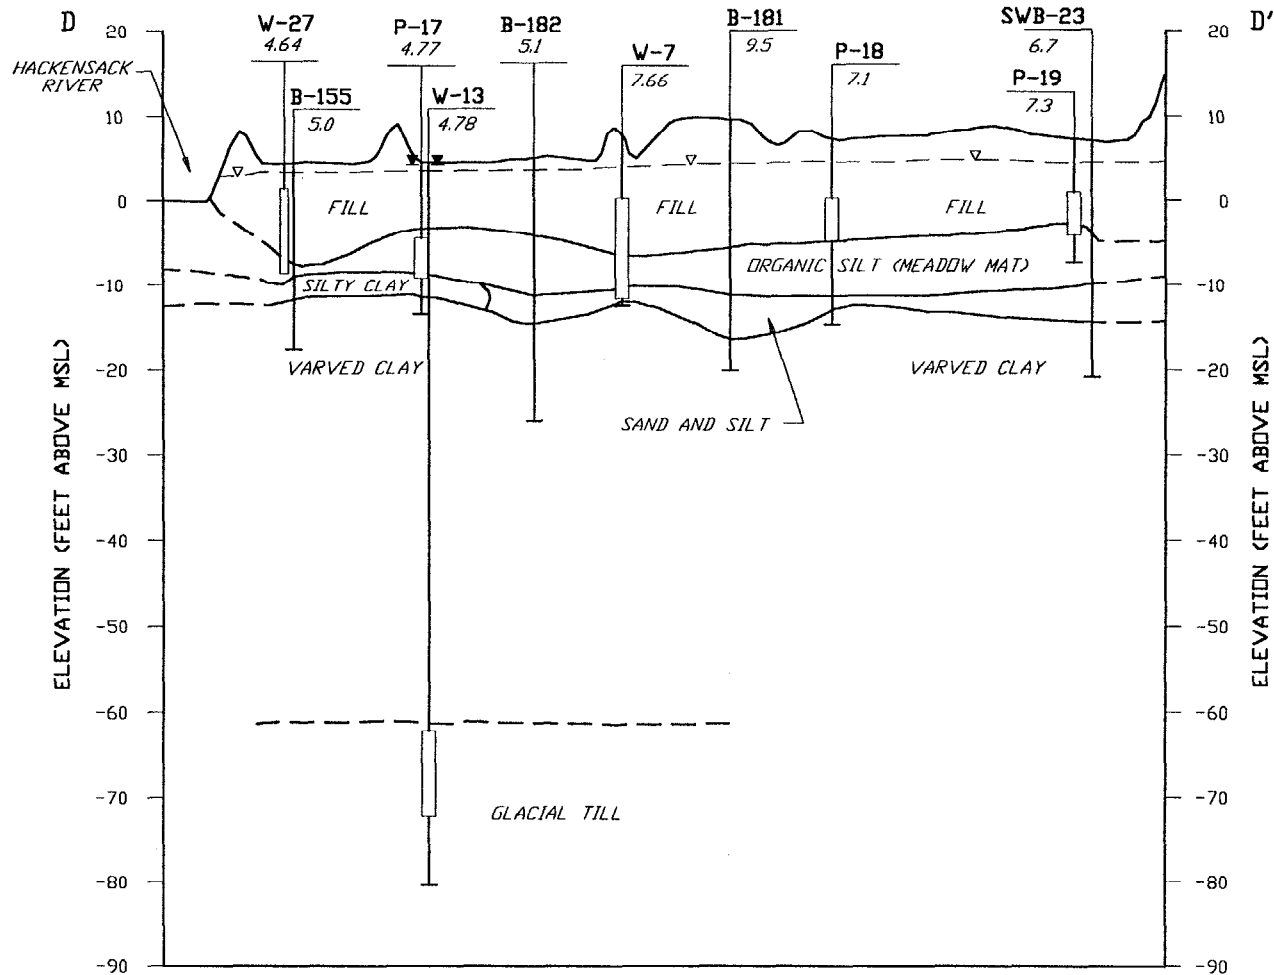 D
D'
W-27
4.64
P-17
4.77
B-182
5.1
B-181
9.5
SWB-23
6.7
W-7
7.66
P-18
7.1
P-19
7.3
HACKENSACK
RIVER
B-155
5.0
W-13
4.78
20
10
0
-10
-20
-30
-40
-50
-60
-70
-80
-90
ELEVATION (FEET ABOVE MSL)
FILL
FILL
FILL
ORGANIC SILT (MEADOW MAT)
SILTY CLAY
VARVED CLAY
VARVED CLAY
SAND AND SILT
GLACIAL TILL
20
10
0
-10
-20
-30
-40
-50
-60
-70
-80
-90
ELEVATION (FEET ABOVE MSL)